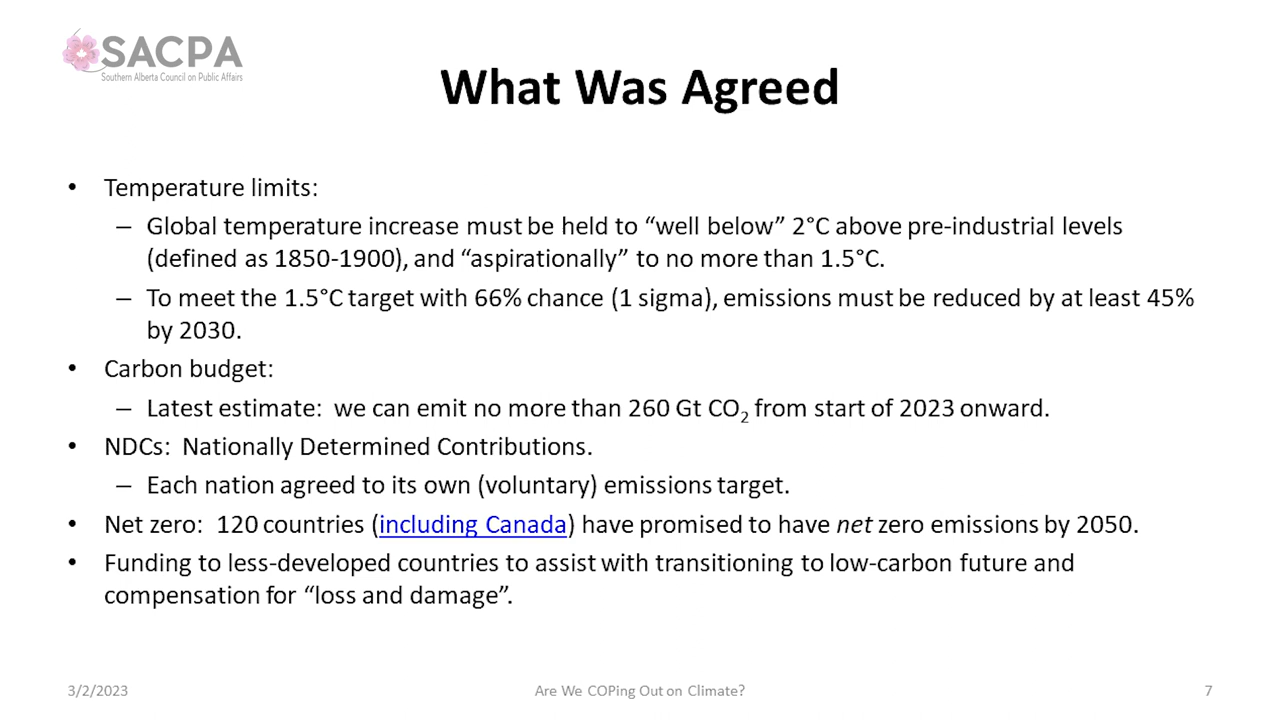 SACPA
Southern Alberta Council on Public Affairs
What Was Agreed
• Temperature limits:
– Global temperature increase must be held to “well below” 2°C above pre-industrial levels
(defined as 1850-1900), and “aspirationally” to no more than 1.5°C.
– To meet the 1.5°C target with 66% chance (1 sigma), emissions must be reduced by at least 45%
by 2030.
• Carbon budget:
– Latest estimate:  we can emit no more than 260 Gt CO₂ from start of 2023 onward.
• NDCs:  Nationally Determined Contributions.
– Each nation agreed to its own (voluntary) emissions target.
• Net zero:  120 countries (including Canada) have promised to have net zero emissions by 2050.
• Funding to less-developed countries to assist with transitioning to low-carbon future and
compensation for “loss and damage”.
3/2/2023
Are We COPing Out on Climate?
7